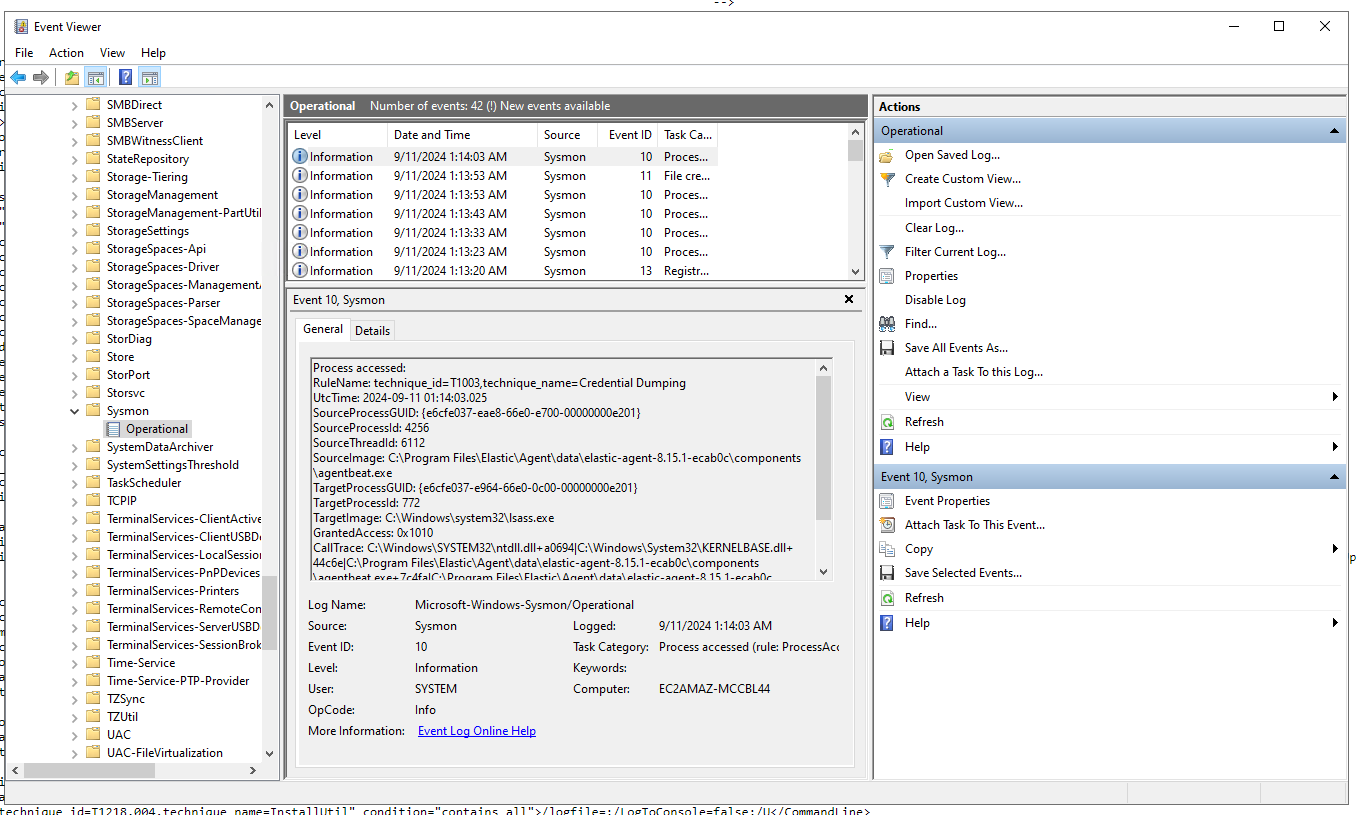 -->
Event Viewer
File Action View Help
SMBDirect
SMBServer
SMBWitnessClient
StateRepository
Storage-Tiering
StorageManagement
StorageManagement-PartUtil
StorageSettings
StorageSpaces-Api
StorageSpaces-Driver
StorageSpaces-Management
StorageSpaces-Parser
StorageSpaces-SpaceManage
StorDiag
Store
StorPort
Storsvc
Sysmon
Operational
SystemDataArchiver
SystemSettingsThreshold
TaskScheduler
TCPIP
TerminalServices-ClientActive
TerminalServices-ClientUSBD
TerminalServices-LocalSession
TerminalServices-PnPDevices
TerminalServices-Printers
TerminalServices-RemoteCon
TerminalServices-ServerUSBD
TerminalServices-SessionBrok
Time-Service
Time-Service-PTP-Provider
TZSync
TZUtil
UAC
UAC-FileVirtualization
Operational Number of events: 42 (!) New events available
Level Date and Time Source Event ID Task Ca...
Information 9/11/2024 1:14:03 AM Sysmon 10 Proces...
Information 9/11/2024 1:13:53 AM Sysmon 11 File cre...
Information 9/11/2024 1:13:53 AM Sysmon 10 Proces...
Information 9/11/2024 1:13:43 AM Sysmon 10 Proces...
Information 9/11/2024 1:13:33 AM Sysmon 10 Proces...
Information 9/11/2024 1:13:23 AM Sysmon 10 Proces...
Information 9/11/2024 1:13:20 AM Sysmon 13 Registr...
Event 10, Sysmon
General Details
Process accessed:
RuleName: technique_id=T1003,technique_name=Credential Dumping
UtcTime: 2024-09-11 01:14:03.025
SourceProcessGUID: {e6cfe037-eae8-66e0-e700-00000000e201}
SourceProcessId: 4256
SourceThreadId: 6112
SourceImage: C:\Program Files\Elastic\Agent\data\elastic-agent-8.15.1-ecab0c\components
\agentbeat.exe
TargetProcessGUID: {e6cfe037-e964-66e0-0c00-00000000e201}
TargetProcessId: 772
TargetImage: C:\Windows\system32\lsass.exe
GrantedAccess: 0x1010
CallTrace: C:\Windows\SYSTEM32\ntdll.dll+a0694|C:\Windows\System32\KERNELBASE.dll+
44c6e|C:\Program Files\Elastic\Agent\data\elastic-agent-8.15.1-ecab0c\components
\agentbeat.exe+7c4fa|C:\Program Files\Elastic\Agent\data\elastic-agent-8.15.1-ecab0c
Log Name: Microsoft-Windows-Sysmon/Operational
Source: Sysmon Logged: 9/11/2024 1:14:03 AM
Event ID: 10 Task Category: Process accessed (rule: ProcessAcc
Level: Information Keywords:
User: SYSTEM Computer: EC2AMAZ-MCCBL44
OpCode: Info
More Information: Event Log Online Help
Actions
Operational
Open Saved Log...
Create Custom View...
Import Custom View...
Clear Log...
Filter Current Log...
Properties
Disable Log
Find...
Save All Events As...
Attach a Task To this Log...
View
Refresh
Help
Event 10, Sysmon
Event Properties
Attach Task To This Event...
Copy
Save Selected Events...
Refresh
Help
technique_id=T1218.004,technique_name=InstallUtil" condition="contains all">/logfile=;/LogToConsole=false;/U</CommandLine>